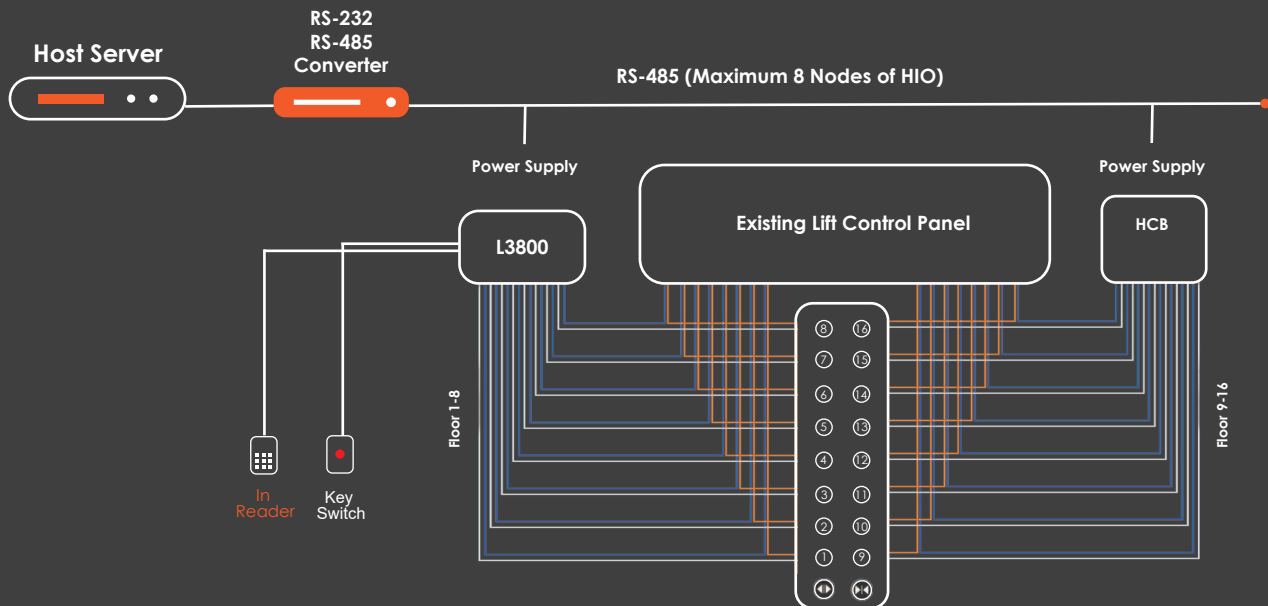 Host Server
RS-232
RS-485
Converter
RS-485 (Maximum 8 Nodes of HIO)
Power Supply
Power Supply
L3800
Existing Lift Control Panel
HCB
8 16
7 15
6 14
5 13
4 12
3 11
2 10
1 9
Floor 1-8
Floor 9-16
In
Reader
Key
Switch